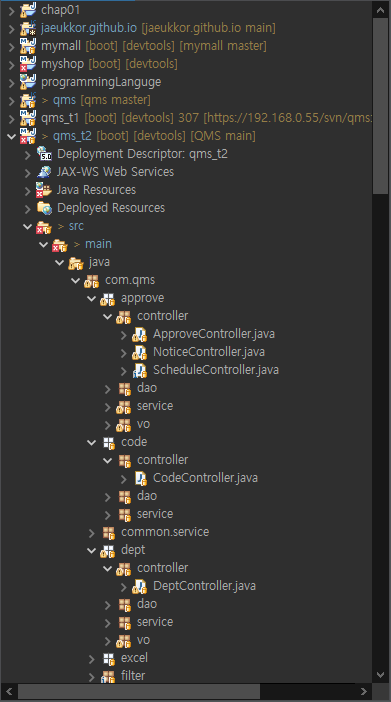 chap01
jaeukkor.github.io [jaeukkor.github.io main]
mymall [boot] [devtools] [mymall master]
myshop [boot] [devtools]
programmingLanguge
> qms [qms master]
qms_t1 [boot] [devtools] 307 [https://192.168.0.55/svn/qms:
> qms_t2 [boot] [devtools] [QMS main]
Deployment Descriptor: qms_t2
JAX-WS Web Services
Java Resources
Deployed Resources
> src
> main
java
com.qms
approve
controller
ApproveController.java
NoticeController.java
ScheduleController.java
dao
service
vo
code
controller
CodeController.java
dao
service
common.service
dept
controller
DeptController.java
dao
service
vo
excel
filter